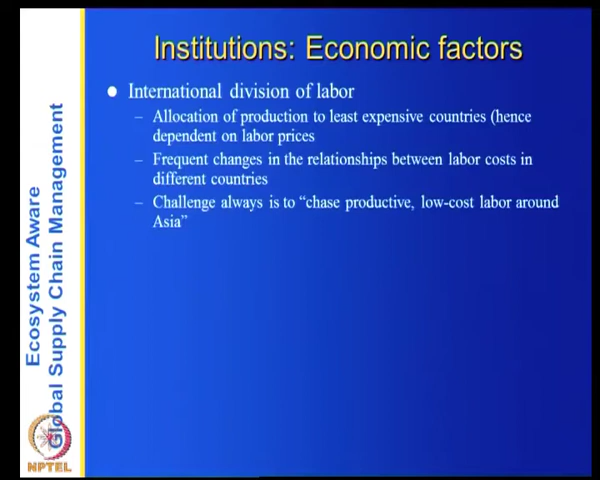 Institutions: Economic factors
International division of labor
– Allocation of production to least expensive countries (hence
dependent on labor prices
– Frequent changes in the relationships between labor costs in
different countries
– Challenge always is to “chase productive, low-cost labor around
Asia”
Ecosystem Aware
Global Supply Chain Management
NPTEL